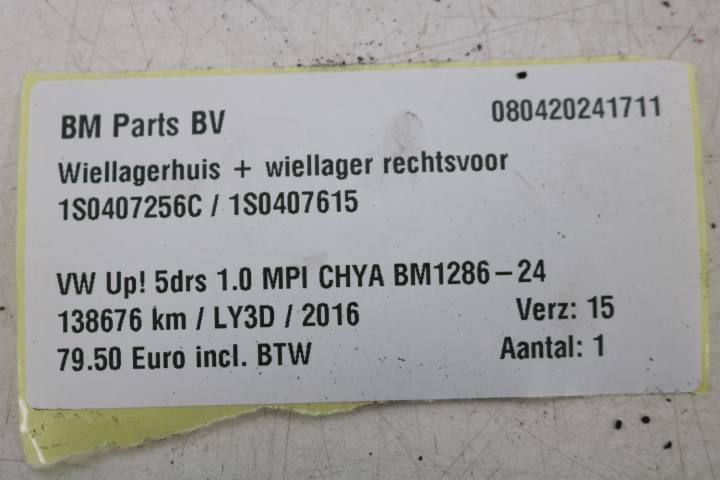 BM Parts BV 080420241711
Wiellagerhuis + wiellager rechtsvoor
1S0407256C / 1S0407615
VW Up! 5drs 1.0 MPI CHYA BM1286-24
138676 km / LY3D / 2016 Verz: 15
79.50 Euro incl. BTW Aantal: 1